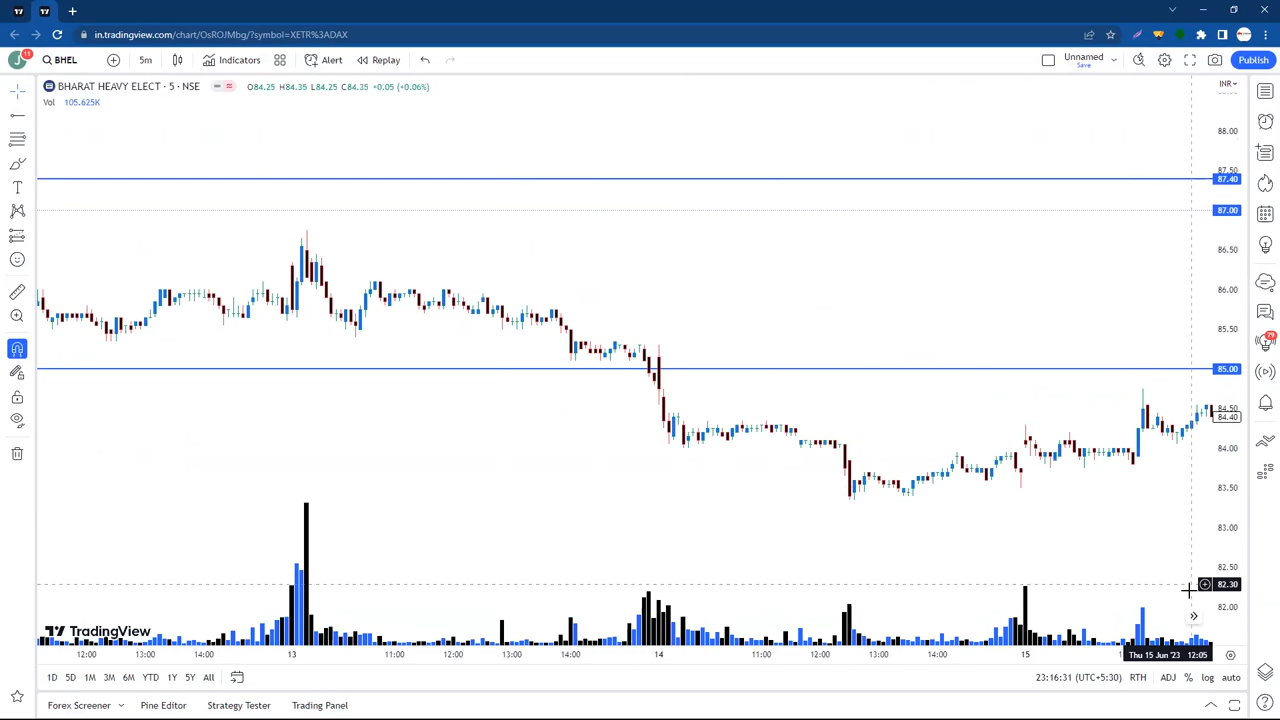 in.tradingview.com/chart/OsROJMbg/?symbol=XETR%3ADAX
J 11 BHEL 5m Indicators Alert Replay Unnamed Save Publish
BHARAT HEAVY ELECT · 5 · NSE O84.25 H84.35 L84.25 C84.35 +0.05 (+0.06%) INR
Vol 105.625K
88.00
87.50
87.40
87.00
86.50
86.00
85.50
85.00
84.50
84.40
84.00
83.50
83.00
82.50
82.30
82.00
79
TradingView
12:00 13:00 14:00 13 11:00 12:00 13:00 14:00 14 11:00 12:00 13:00 14:00 15 Thu 15 Jun '23 12:05
1D 5D 1M 3M 6M YTD 1Y 5Y All 23:16:31 (UTC+5:30) RTH ADJ % log auto
Forex Screener Pine Editor Strategy Tester Trading Panel